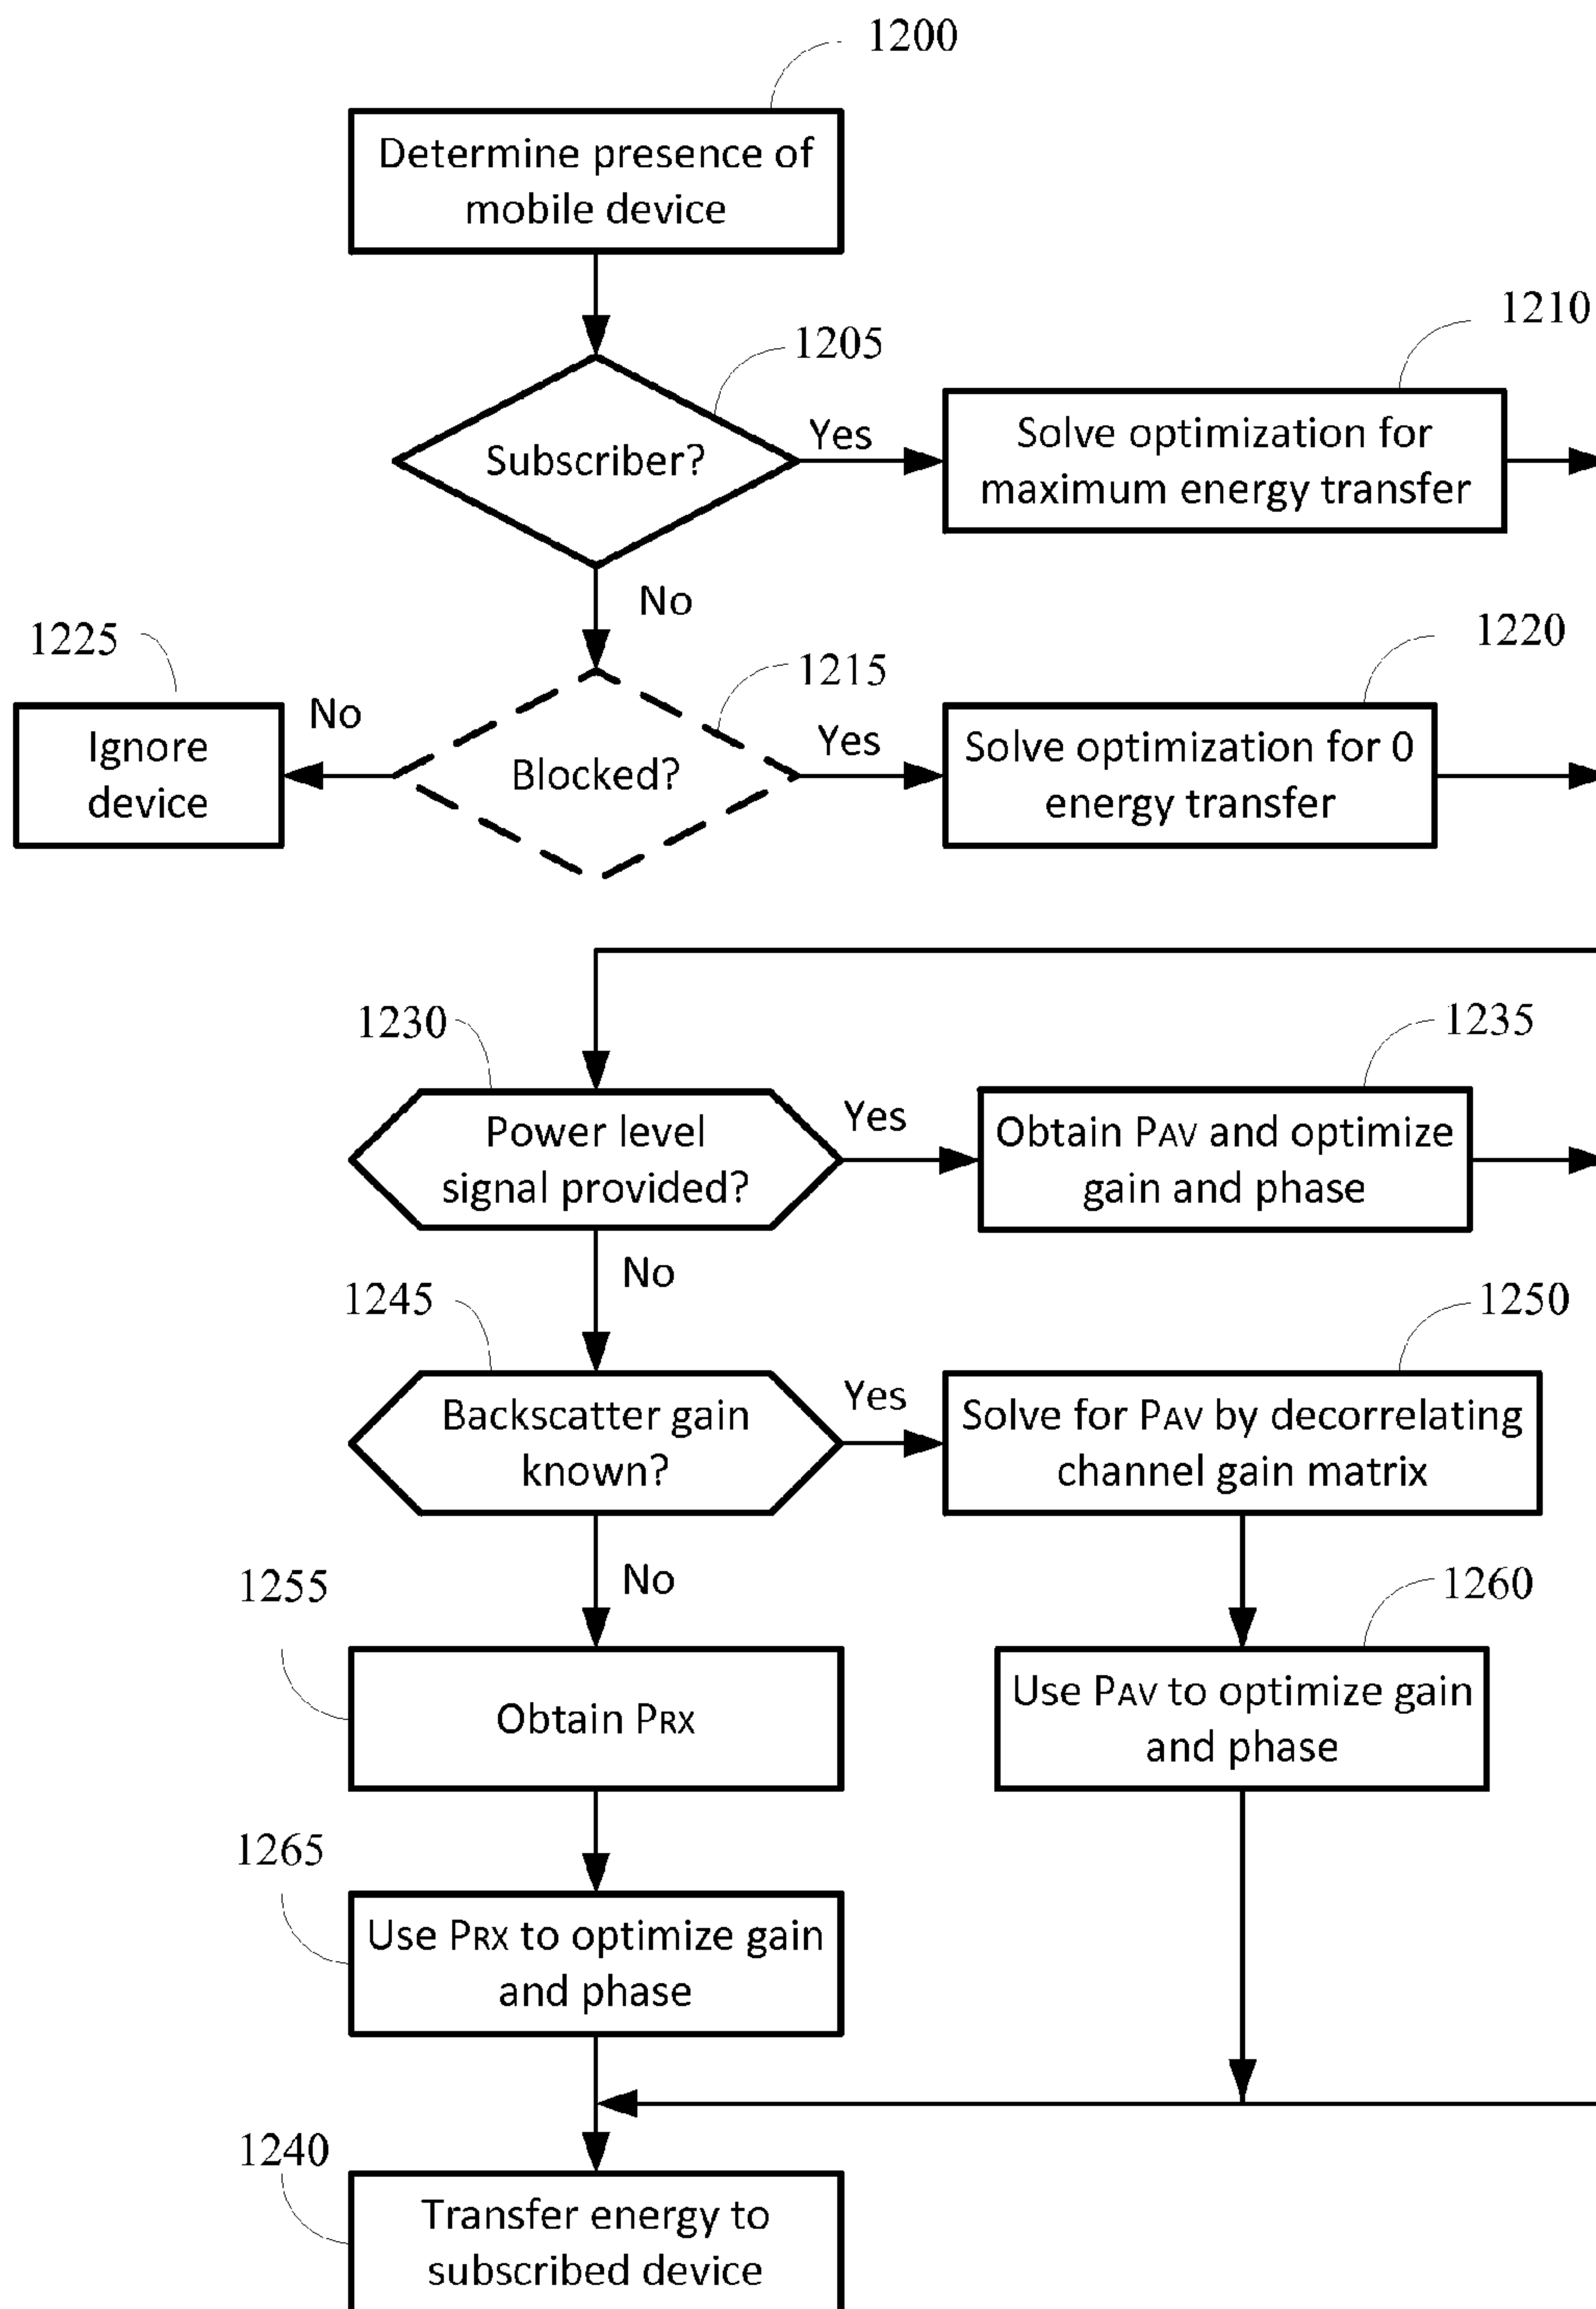 1200
Determine presence of
mobile device
1205
Subscriber?
Yes
1210
Solve optimization for
maximum energy transfer
No
1215
Blocked?
Yes
1220
Solve optimization for 0
energy transfer
No
1225
Ignore
device
1230
Power level
signal provided?
Yes
1235
Obtain PAV and optimize
gain and phase
No
1245
Backscatter gain
known?
Yes
1250
Solve for PAV by decorrelating
channel gain matrix
No
1255
Obtain PRX
1260
Use PAV to optimize gain
and phase
1265
Use PRX to optimize gain
and phase
1240
Transfer energy to
subscribed device